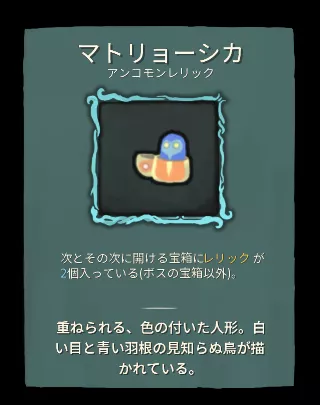 マトリョーシカ
アンコモンレリック
次とその次に開ける宝箱にレリック が
2個入っている(ボスの宝箱以外)。
重ねられる、色の付いた人形。白
い目と青い羽根の見知らぬ鳥が描
かれている。